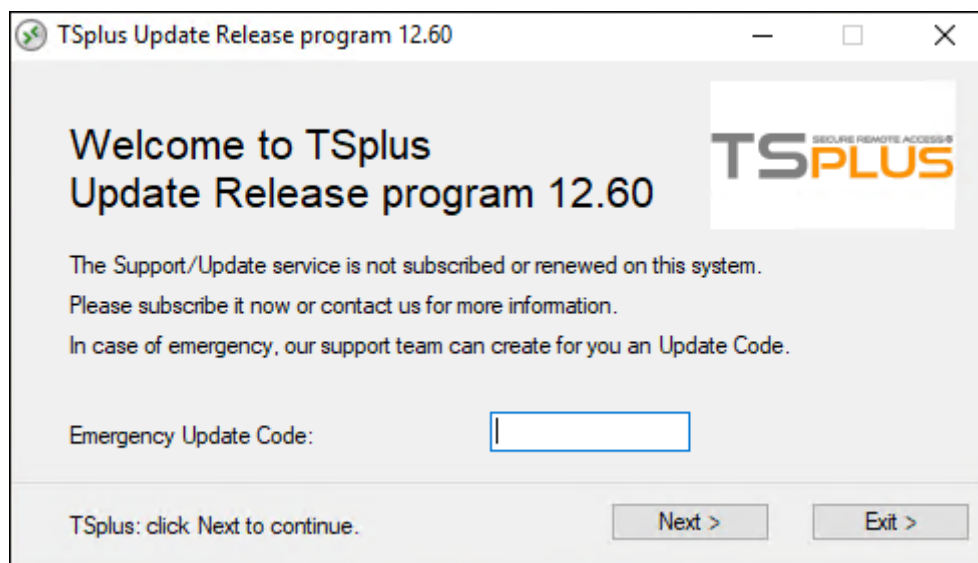 TSplus Update Release program 12.60
Welcome to TSplus
Update Release program 12.60
SECURE REMOTE ACCESS®
TSPLUS
The Support/Update service is not subscribed or renewed on this system.
Please subscribe it now or contact us for more information.
In case of emergency, our support team can create for you an Update Code.
Emergency Update Code:
TSplus: click Next to continue.
Next >
Exit >